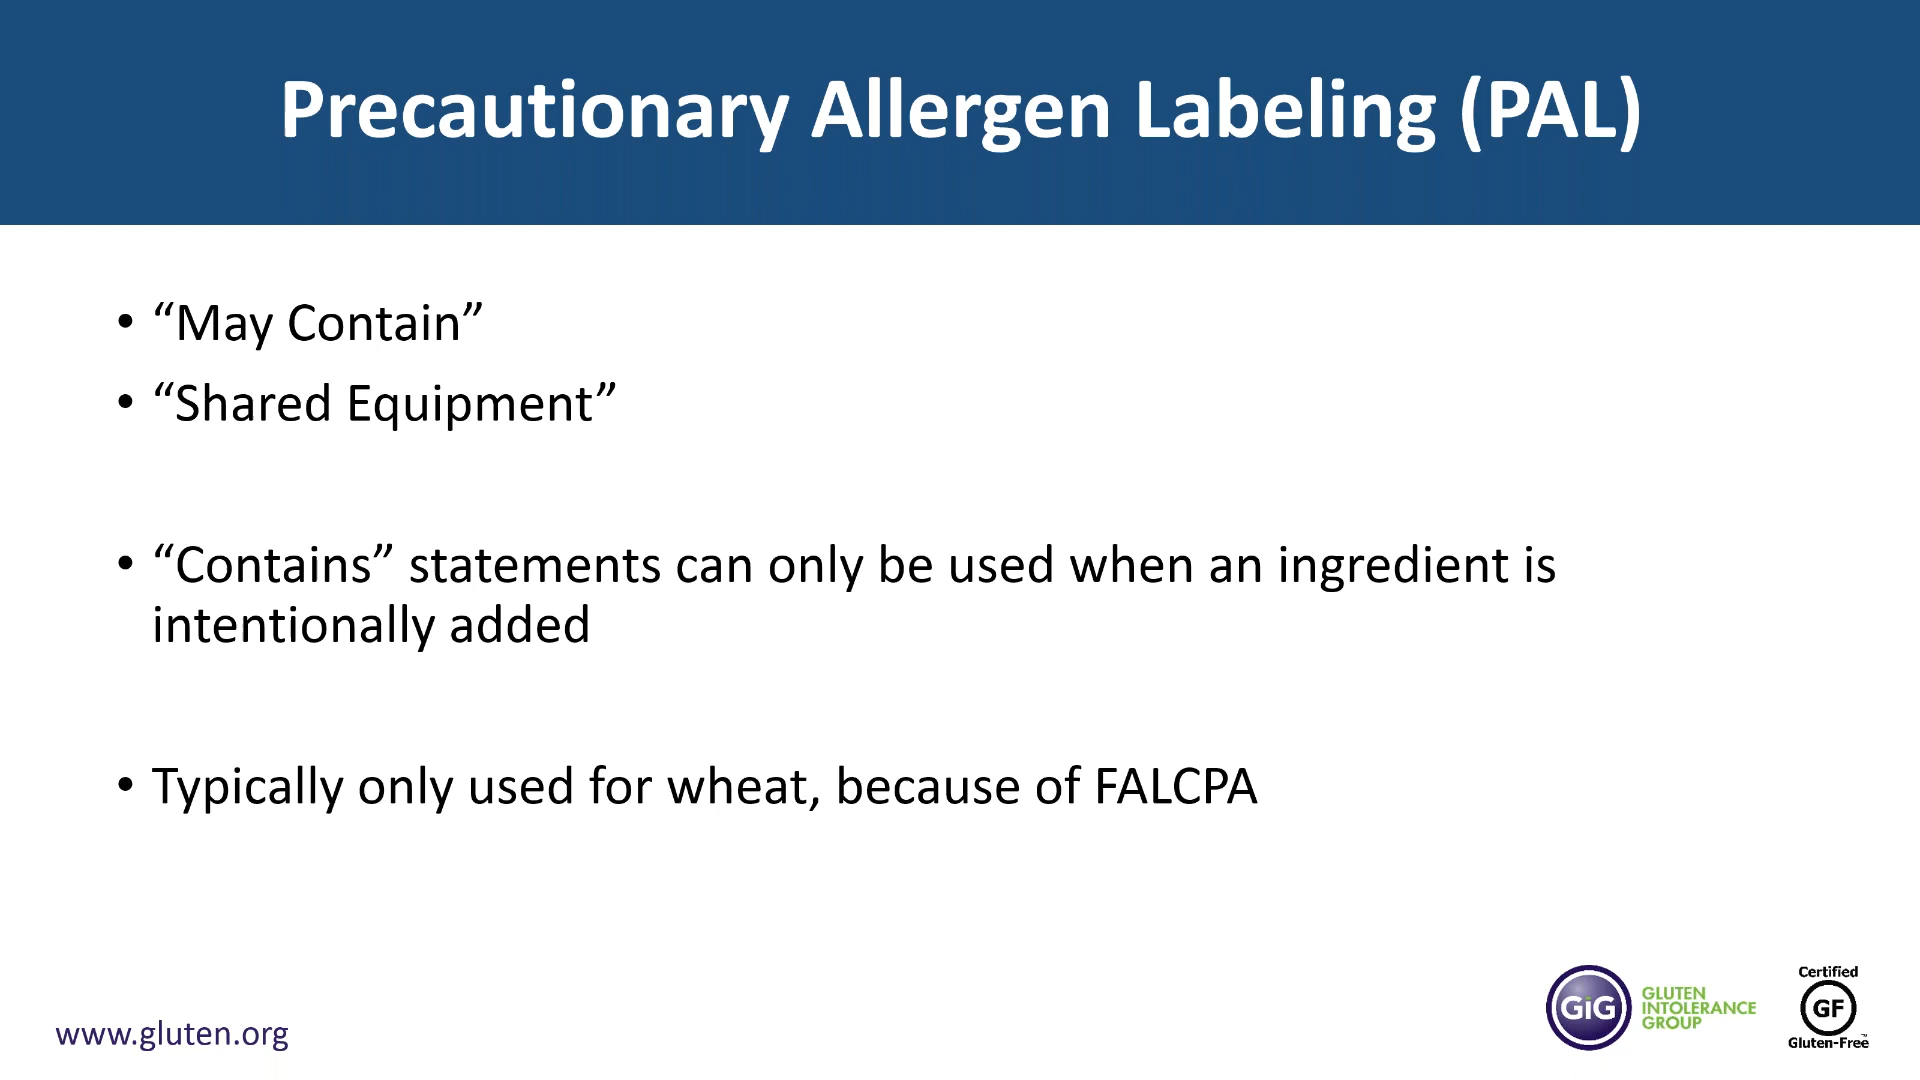 Precautionary Allergen Labeling (PAL)
• “May Contain”
• “Shared Equipment”
• “Contains” statements can only be used when an ingredient is
intentionally added
• Typically only used for wheat, because of FALCPA
www.gluten.org
GiG
GLUTEN
INTOLERANCE
GROUP
Certified
GF
Gluten-Free
™